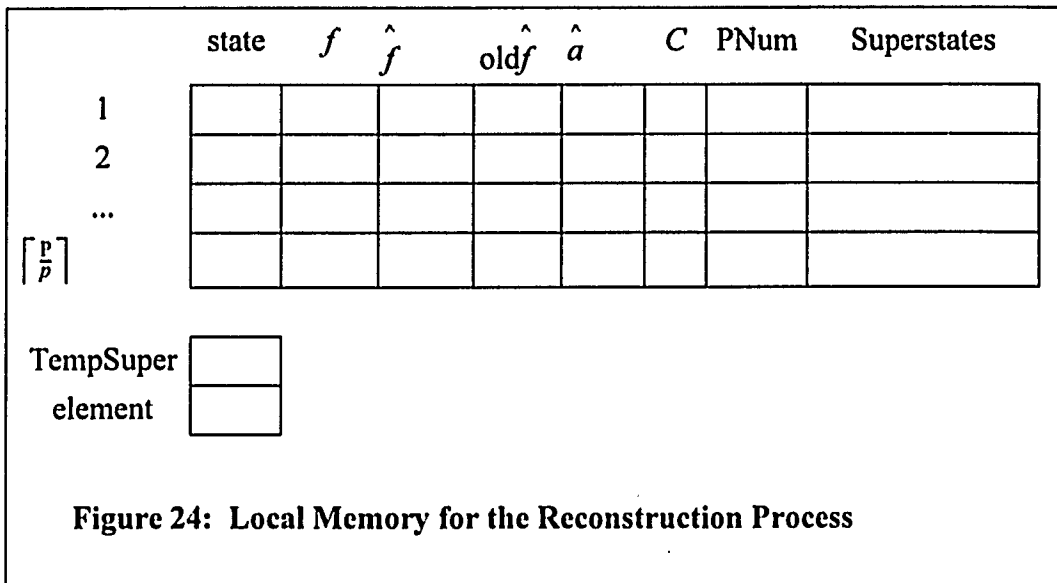 state f f̂ oldf̂ â C PNum Superstates
1
2
...
⌈P/p⌉
TempSuper
element
Figure 24: Local Memory for the Reconstruction Process